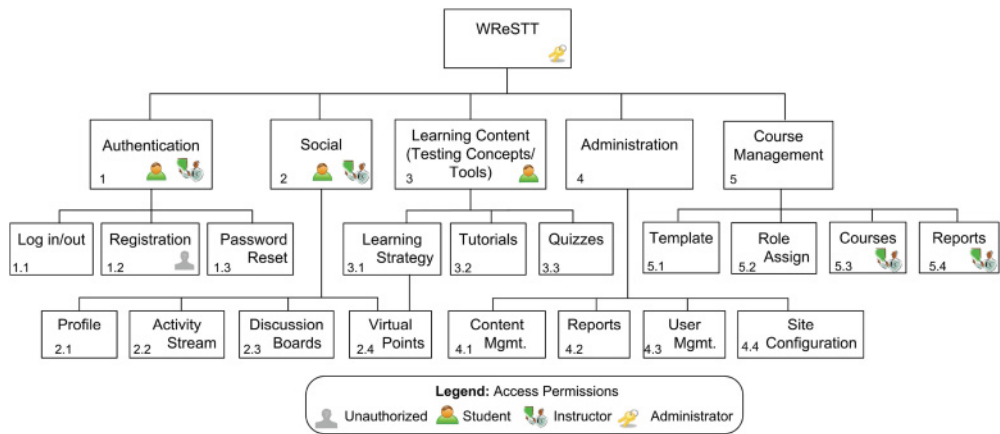 WReSTT
Authentication
1
Social
2
Learning Content
(Testing Concepts/
Tools)
3
Administration
4
Course
Management
5
Log in/out
1.1
Registration
1.2
Password
Reset
1.3
Learning
Strategy
3.1
Tutorials
3.2
Quizzes
3.3
Template
5.1
Role
Assign
5.2
Courses
5.3
Reports
5.4
Profile
2.1
Activity
Stream
2.2
Discussion
Boards
2.3
Virtual
Points
2.4
Content
Mgmt.
4.1
Reports
4.2
User
Mgmt.
4.3
Site
Configuration
4.4
Legend: Access Permissions
Unauthorized Student Instructor Administrator